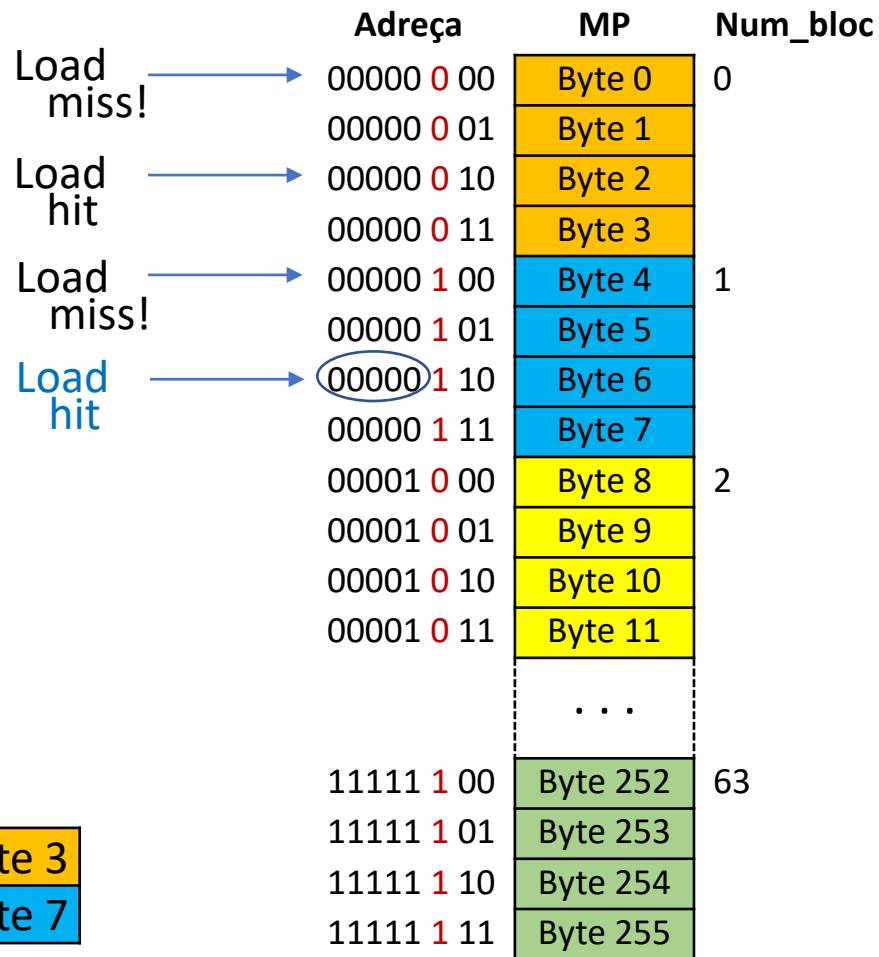 Adreça MP Num_bloc
Load miss! 00000 0 00 Byte 0 0
00000 0 01 Byte 1
Load hit 00000 0 10 Byte 2
00000 0 11 Byte 3
Load miss! 00000 1 00 Byte 4 1
00000 1 01 Byte 5
Load hit 00000 1 10 Byte 6
00000 1 11 Byte 7
00001 0 00 Byte 8 2
00001 0 01 Byte 9
00001 0 10 Byte 10
00001 0 11 Byte 11
. . .
11111 1 00 Byte 252 63
11111 1 01 Byte 253
11111 1 10 Byte 254
11111 1 11 Byte 255
te 3
te 7